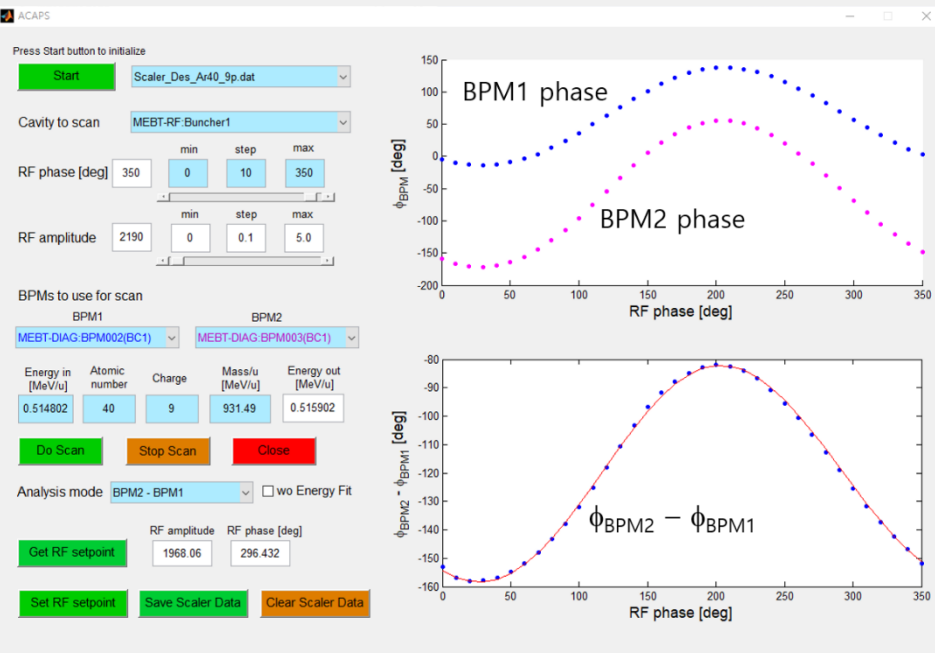 ACAPS
Press Start button to initialize
Start
Scaler_Des_Ar40_9p.dat
Cavity to scan
MEBT-RF:Buncher1
min step max
RF phase [deg] 350 0 10 350
min step max
RF amplitude 2190 0 0.1 5.0
BPMs to use for scan
BPM1 BPM2
MEBT-DIAG:BPM002(BC1) MEBT-DIAG:BPM003(BC1)
Energy in Atomic Charge Mass/u Energy out
[MeV/u] number [MeV/u] [MeV/u]
0.514802 40 9 931.49 0.515902
Do Scan Stop Scan Close
Analysis mode BPM2 - BPM1 wo Energy Fit
RF amplitude RF phase [deg]
Get RF setpoint 1968.06 296.432
Set RF setpoint Save Scaler Data Clear Scaler Data
150
100
50
0
-50
-100
-150
-200
ϕBPM [deg]
BPM1 phase
BPM2 phase
0 50 100 150 200 250 300 350
RF phase [deg]
-80
-90
-100
-110
-120
-130
-140
-150
-160
ϕBPM2 - ϕBPM1 [deg]
ϕBPM2 − ϕBPM1
0 50 100 150 200 250 300 350
RF phase [deg]